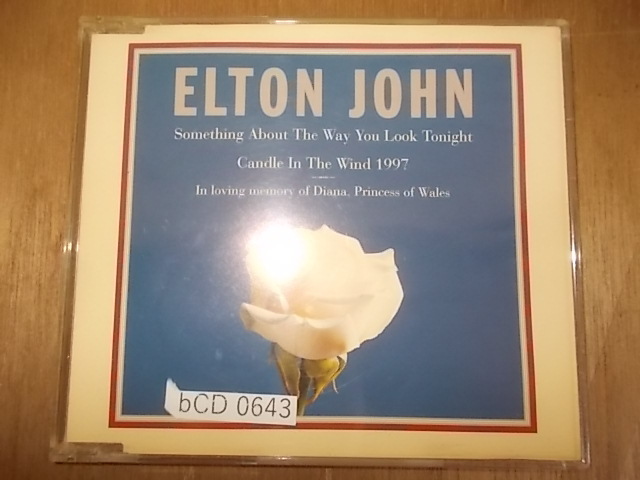 ELTON JOHN
Something About The Way You Look Tonight
Candle In The Wind 1997
In loving memory of Diana, Princess of Wales
bCD 0643